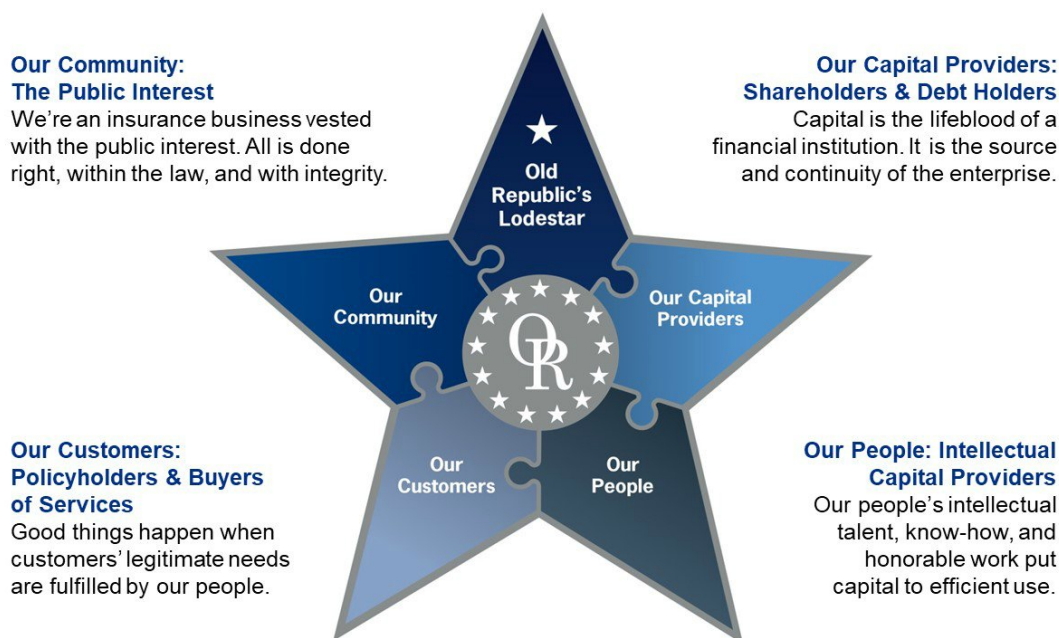 Our Community:
The Public Interest
We’re an insurance business vested
with the public interest. All is done
right, within the law, and with integrity.
Our Capital Providers:
Shareholders & Debt Holders
Capital is the lifeblood of a
financial institution. It is the source
and continuity of the enterprise.
Old
Republic's
Lodestar
Our
Community
Our Capital
Providers
OR
Our
Customers
Our
People
Our Customers:
Policyholders & Buyers
of Services
Good things happen when
customers’ legitimate needs
are fulfilled by our people.
Our People: Intellectual
Capital Providers
Our people’s intellectual
talent, know-how, and
honorable work put
capital to efficient use.